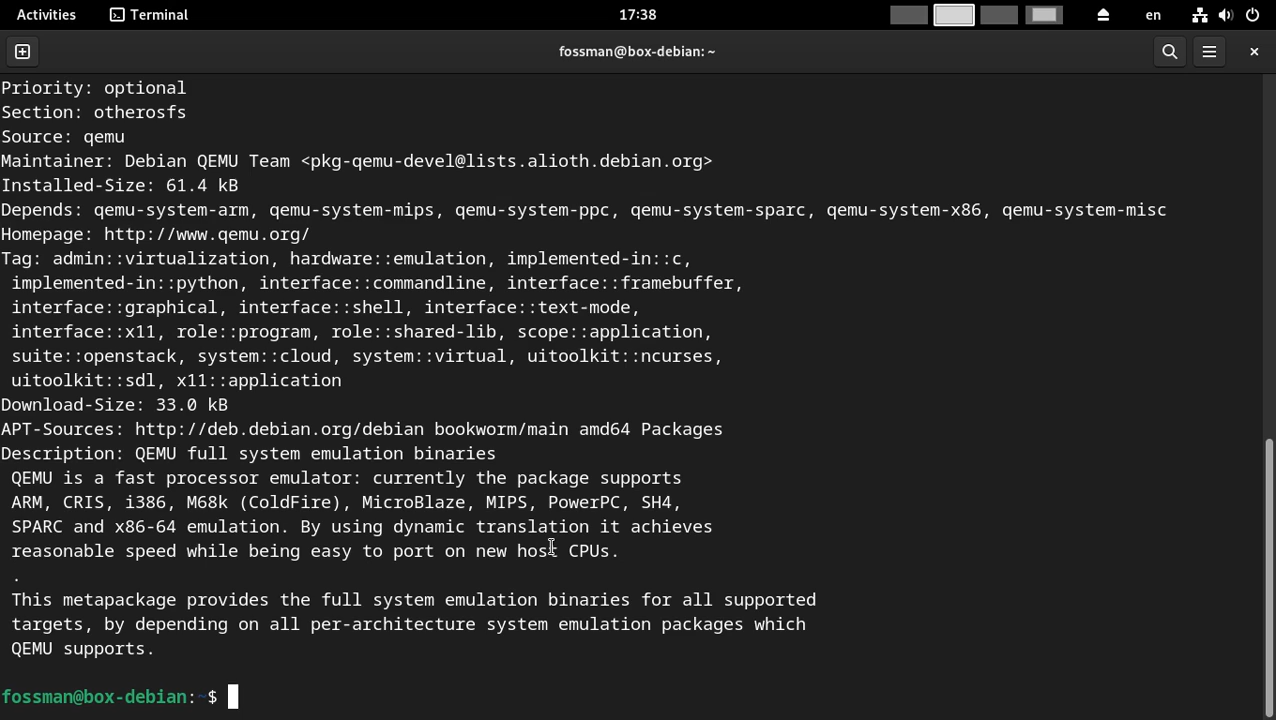 Activities
Terminal
17:38
en
fossman@box-debian: ~
Priority: optional
Section: otherosfs
Source: qemu
Maintainer: Debian QEMU Team <pkg-qemu-devel@lists.alioth.debian.org>
Installed-Size: 61.4 kB
Depends: qemu-system-arm, qemu-system-mips, qemu-system-ppc, qemu-system-sparc, qemu-system-x86, qemu-system-misc
Homepage: http://www.qemu.org/
Tag: admin::virtualization, hardware::emulation, implemented-in::c,
implemented-in::python, interface::commandline, interface::framebuffer,
interface::graphical, interface::shell, interface::text-mode,
interface::x11, role::program, role::shared-lib, scope::application,
suite::openstack, system::cloud, system::virtual, uitoolkit::ncurses,
uitoolkit::sdl, x11::application
Download-Size: 33.0 kB
APT-Sources: http://deb.debian.org/debian bookworm/main amd64 Packages
Description: QEMU full system emulation binaries
QEMU is a fast processor emulator: currently the package supports
ARM, CRIS, i386, M68k (ColdFire), MicroBlaze, MIPS, PowerPC, SH4,
SPARC and x86-64 emulation. By using dynamic translation it achieves
reasonable speed while being easy to port on new host CPUs.
.
This metapackage provides the full system emulation binaries for all supported
targets, by depending on all per-architecture system emulation packages which
QEMU supports.
fossman@box-debian:~$